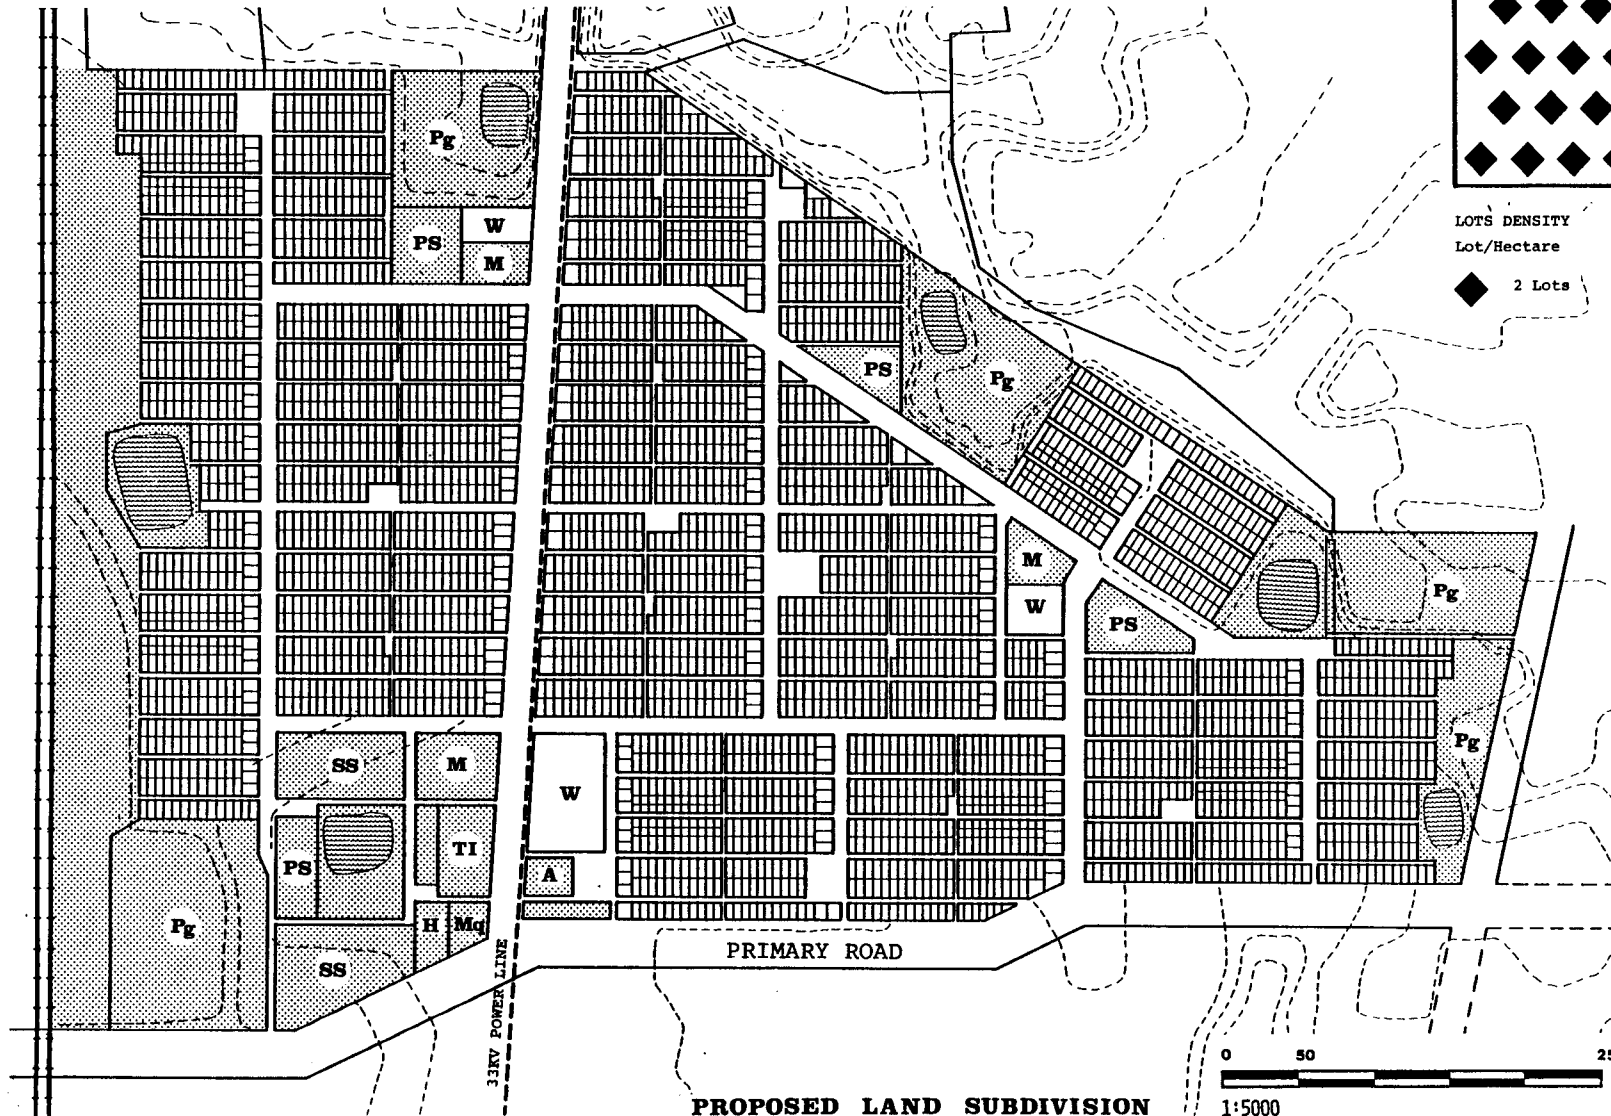 Pg
W
PS
M
LOTS DENSITY
Lot/Hectare
2 Lots
PS
Pg
M
W
Pg
PS
Pg
SS
M
W
PS
TI
A
Pg
H
Mq
SS
PRIMARY ROAD
33KV POWER LINE
0 50 25
PROPOSED LAND SUBDIVISION
1:5000